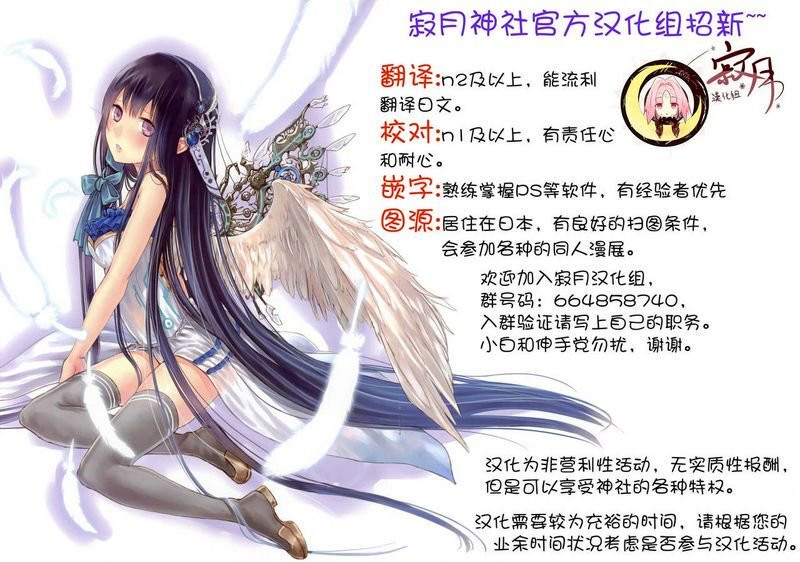 寂月神社官方汉化组招新~~
寂月
汉化组
翻译:n2及以上，能流利
翻译日文。
校对:n1及以上，有责任心
和耐心。
嵌字:熟练掌握PS等软件，有经验者优先
图源:居住在日本，有良好的扫图条件，
会参加各种的同人漫展。
欢迎加入寂月汉化组，
群号码：664858740，
入群验证请写上自己的职务。
小白和伸手党勿扰，谢谢。
汉化为非营利性活动，无实质性报酬，
但是可以享受神社的各种特权。
汉化需要较为充裕的时间，请根据您的
业余时间状况考虑是否参与汉化活动。